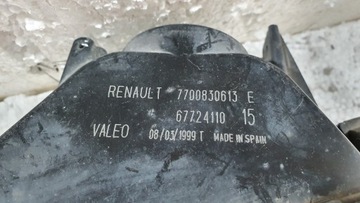 RENAULT 7700830613 E
67724110 15
VALEO 08/03/1999 T MADE IN SPAIN